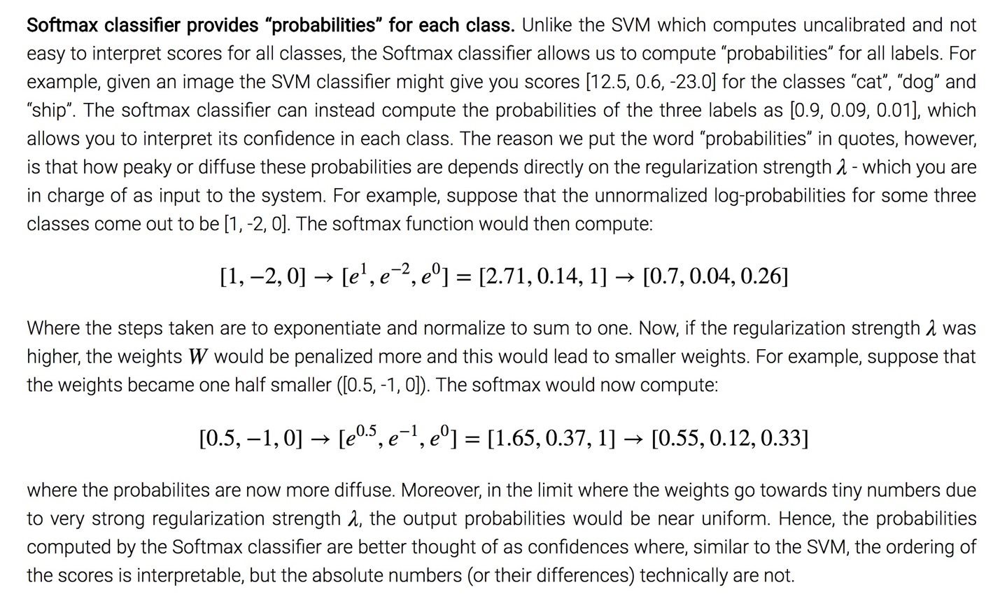 Softmax classifier provides “probabilities” for each class. Unlike the SVM which computes uncalibrated and not
easy to interpret scores for all classes, the Softmax classifier allows us to compute “probabilities” for all labels. For
example, given an image the SVM classifier might give you scores [12.5, 0.6, -23.0] for the classes “cat”, “dog” and
“ship”. The softmax classifier can instead compute the probabilities of the three labels as [0.9, 0.09, 0.01], which
allows you to interpret its confidence in each class. The reason we put the word “probabilities” in quotes, however,
is that how peaky or diffuse these probabilities are depends directly on the regularization strength λ - which you are
in charge of as input to the system. For example, suppose that the unnormalized log-probabilities for some three
classes come out to be [1, -2, 0]. The softmax function would then compute:
[1, −2, 0] → [e¹, e⁻², e⁰] = [2.71, 0.14, 1] → [0.7, 0.04, 0.26]
Where the steps taken are to exponentiate and normalize to sum to one. Now, if the regularization strength λ was
higher, the weights W would be penalized more and this would lead to smaller weights. For example, suppose that
the weights became one half smaller ([0.5, -1, 0]). The softmax would now compute:
[0.5, −1, 0] → [e^0.5, e⁻¹, e⁰] = [1.65, 0.37, 1] → [0.55, 0.12, 0.33]
where the probabilites are now more diffuse. Moreover, in the limit where the weights go towards tiny numbers due
to very strong regularization strength λ, the output probabilities would be near uniform. Hence, the probabilities
computed by the Softmax classifier are better thought of as confidences where, similar to the SVM, the ordering of
the scores is interpretable, but the absolute numbers (or their differences) technically are not.